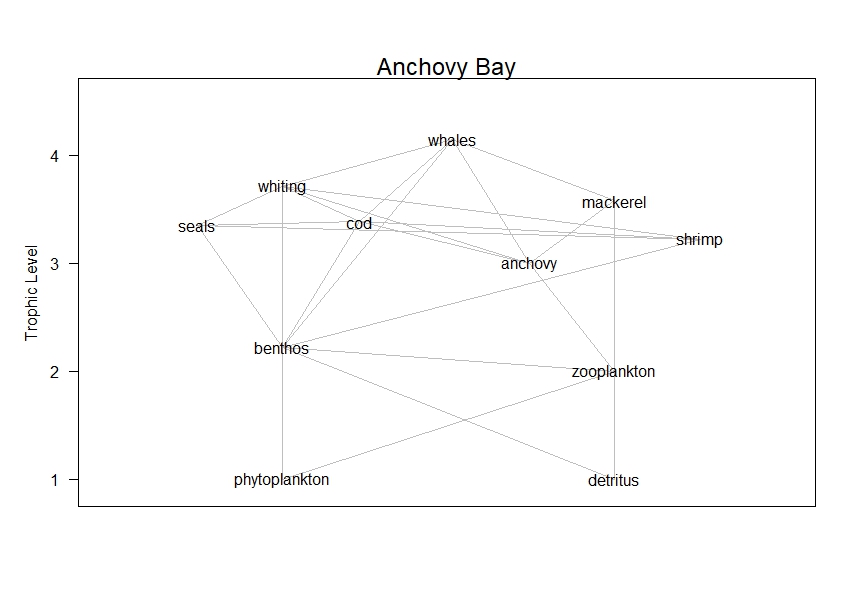 Anchovy Bay
whales
4
whiting
mackerel
seals
cod
shrimp
3
anchovy
Trophic Level
benthos
2
zooplankton
1
phytoplankton
detritus